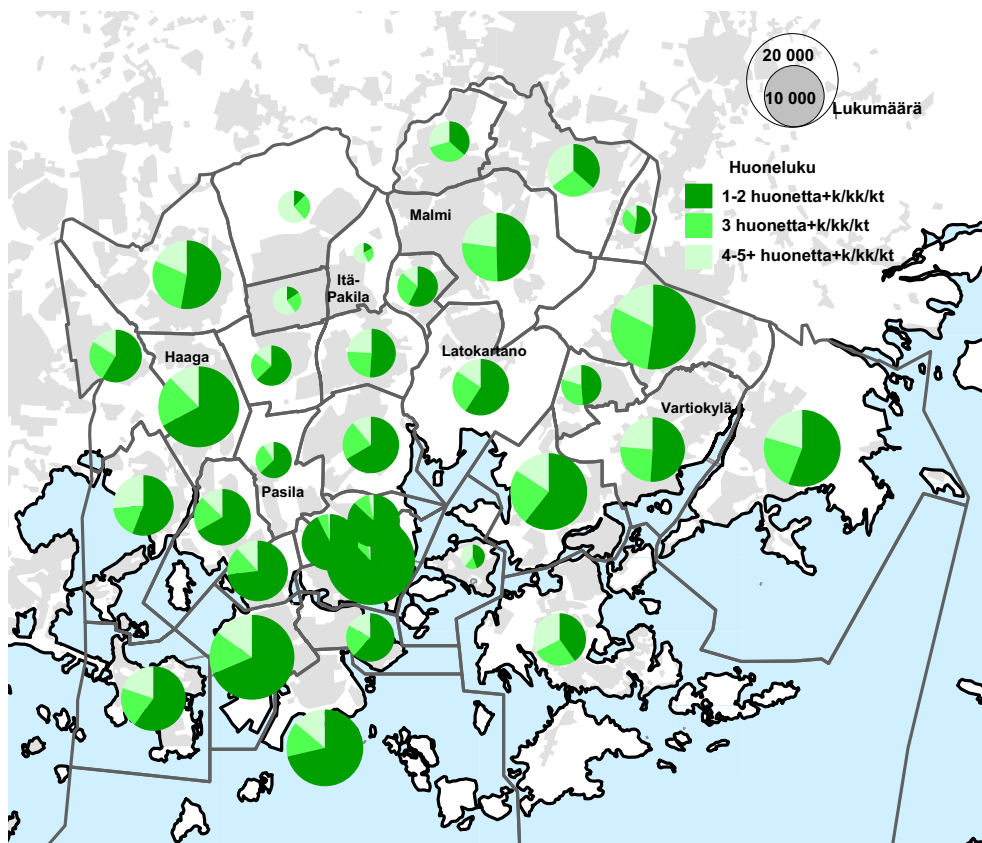 20 000
10 000
Lukumäärä
Huoneluku
1-2 huonetta+k/kk/kt
3 huonetta+k/kk/kt
4-5+ huonetta+k/kk/kt
Malmi
Itä-
Pakila
Haaga
Latokartano
Vartiokylä
Pasila